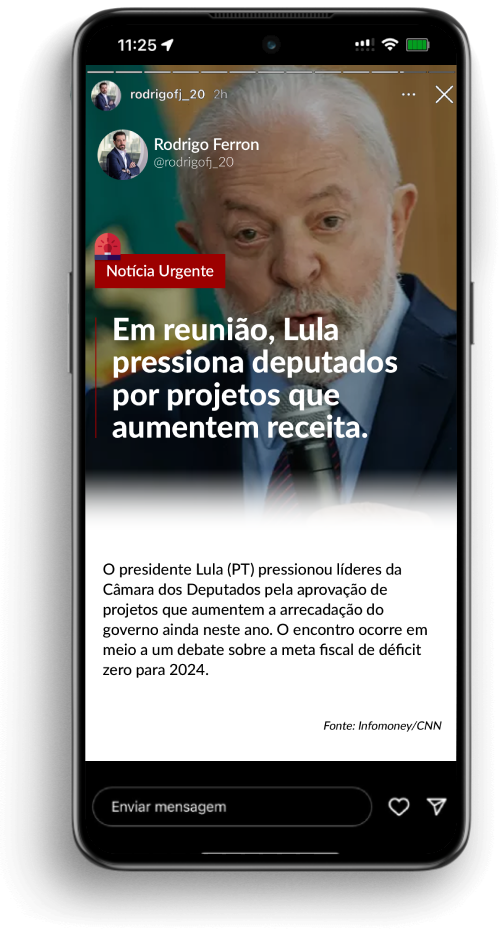 11:25
rodrigofj_20 2h
Rodrigo Ferron
@rodrigofj_20
Notícia Urgente
Em reunião, Lula
pressiona deputados
por projetos que
aumentem receita.
O presidente Lula (PT) pressionou líderes da
Câmara dos Deputados pela aprovação de
projetos que aumentem a arrecadação do
governo ainda neste ano. O encontro ocorre em
meio a um debate sobre a meta fiscal de déficit
zero para 2024.
Fonte: Infomoney/CNN
Enviar mensagem